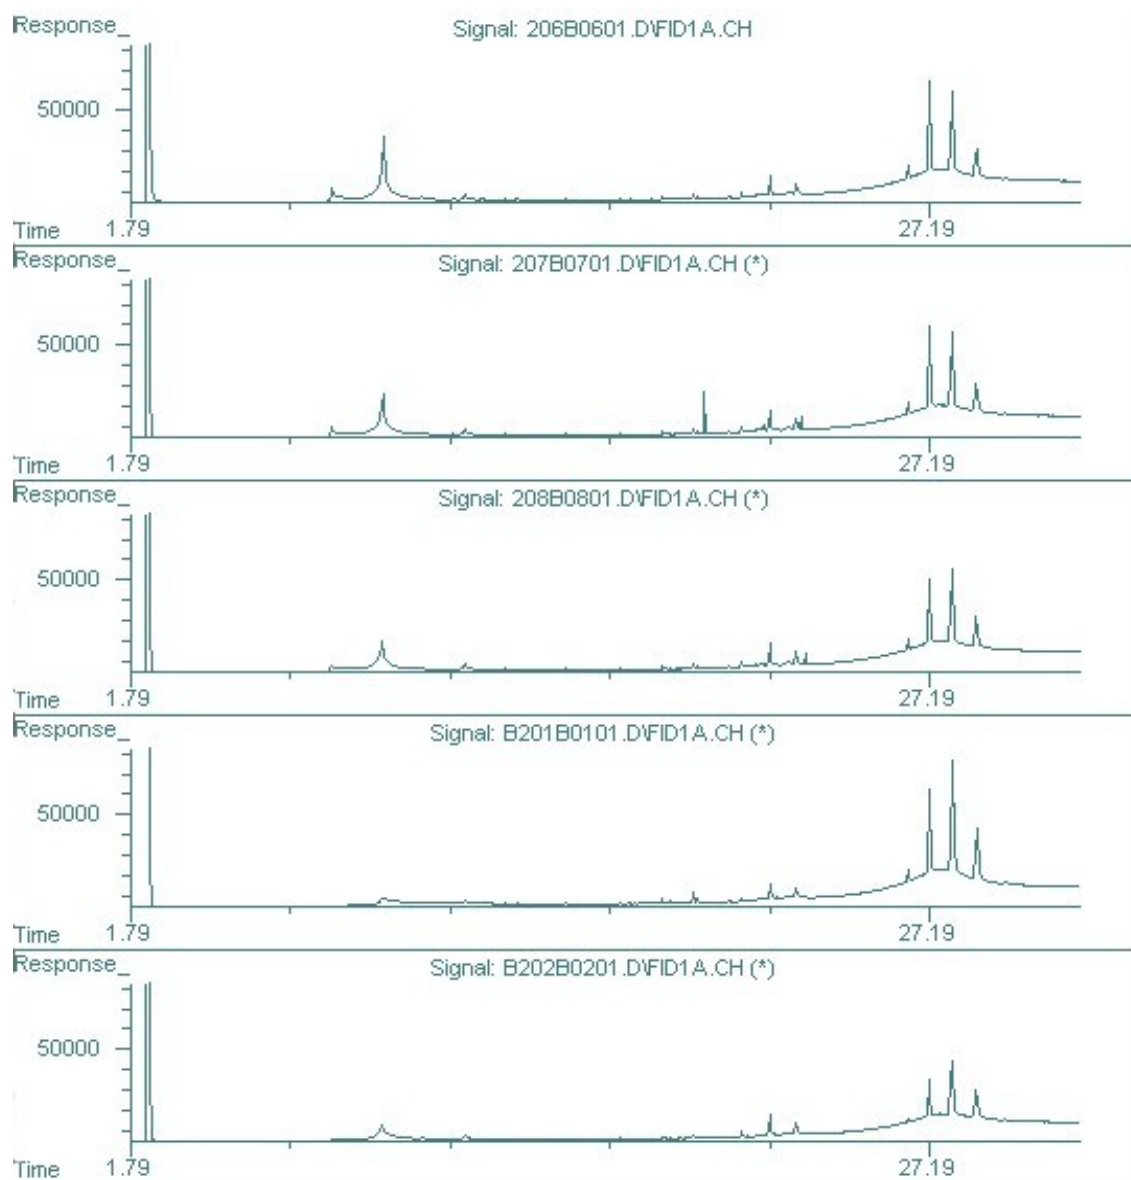 Response_
Signal: 206B0601.D\FID1A.CH
50000
Time 1.79 27.19
Response_
Signal: 207B0701.D\FID1A.CH (*)
50000
Time 1.79 27.19
Response_
Signal: 208B0801.D\FID1A.CH (*)
50000
Time 1.79 27.19
Response_
Signal: B201B0101.D\FID1A.CH (*)
50000
Time 1.79 27.19
Response_
Signal: B202B0201.D\FID1A.CH (*)
50000
Time 1.79 27.19